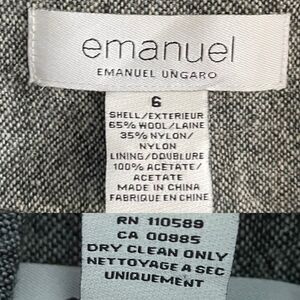 emanuel
EMANUEL UNGARO
6
SHELL/EXTERIEUR
65% WOOL/LAINE
35% NYLON/
NYLON
LINING/DOUBLURE
100% ACETATE/
ACETATE
MADE IN CHINA
FABRIQUE EN CHINE
RN 110589
CA 00985
DRY CLEAN ONLY
NETTOYAGE A SEC
UNIQUEMENT